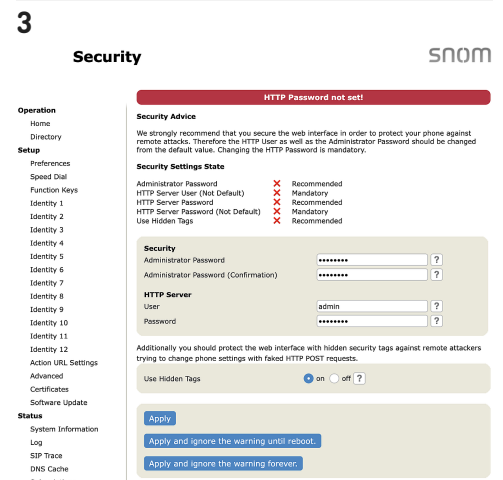 3
Security
snom
HTTP Password not set!
Operation
Home
Directory
Setup
Preferences
Speed Dial
Function Keys
Identity 1
Identity 2
Identity 3
Identity 4
Identity 5
Identity 6
Identity 7
Identity 8
Identity 9
Identity 10
Identity 11
Identity 12
Action URL Settings
Advanced
Certificates
Software Update
Status
System Information
Log
SIP Trace
DNS Cache
Security Advice
We strongly recommend that you secure the web interface in order to protect your phone against
remote attacks. Therefore the HTTP User as well as the Administrator Password should be changed
from the default value. Changing the HTTP Password is mandatory.
Security Settings State
Administrator Password Recommended
HTTP Server User (Not Default) Mandatory
HTTP Server Password Recommended
HTTP Server Password (Not Default) Mandatory
Use Hidden Tags Recommended
Security
Administrator Password •••••••• ?
Administrator Password (Confirmation) •••••••• ?
HTTP Server
User admin ?
Password •••••••• ?
Additionally you should protect the web interface with hidden security tags against remote attackers
trying to change phone settings with faked HTTP POST requests.
Use Hidden Tags on off ?
Apply
Apply and ignore the warning until reboot.
Apply and ignore the warning forever.